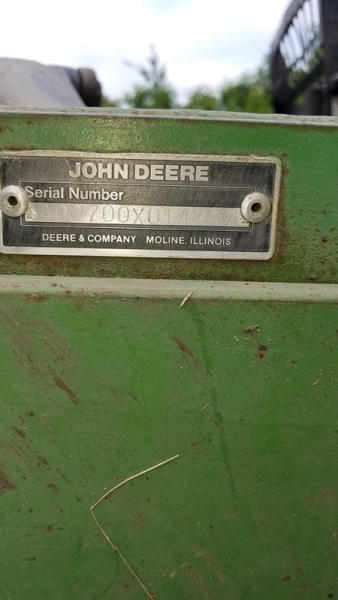 JOHN DEERE
Serial Number
DEERE & COMPANY MOLINE, ILLINOIS